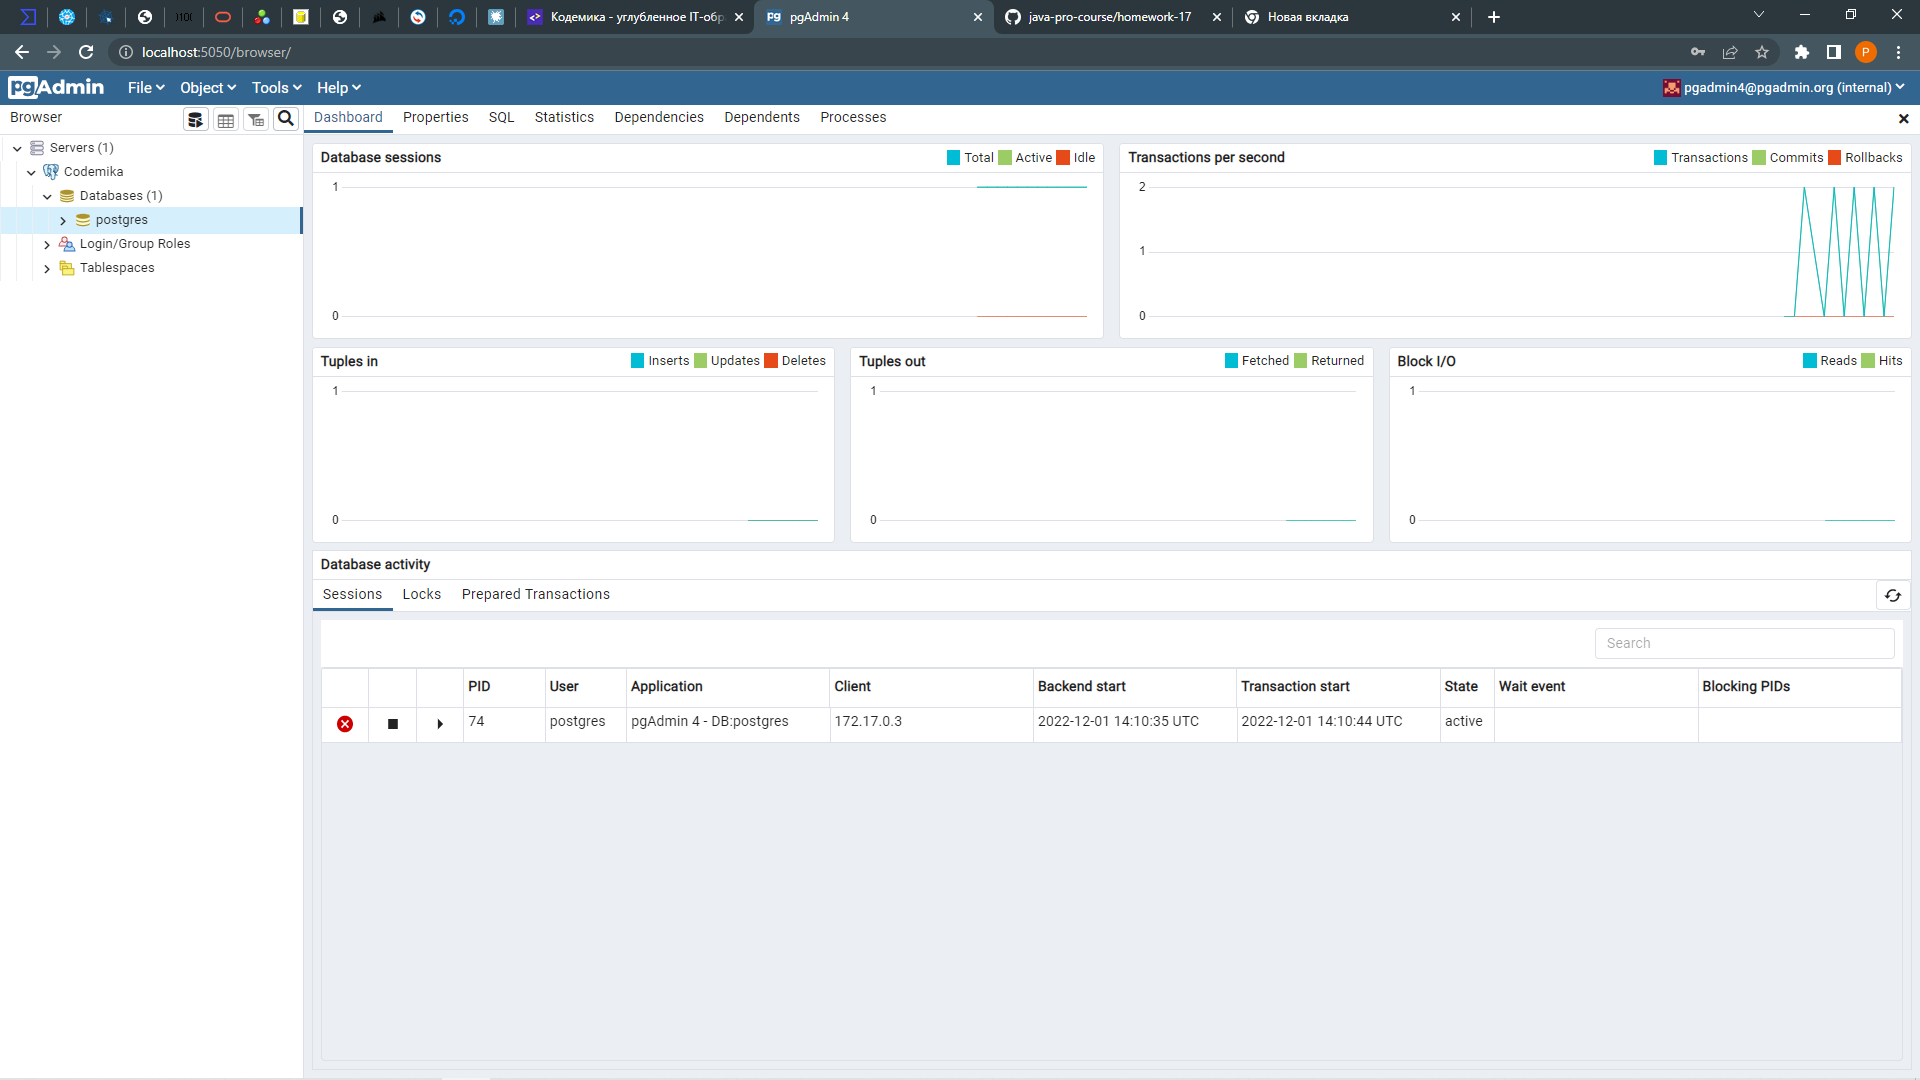 Кодемика - углубленное IT-обр
pgAdmin 4
java-pro-course/homework-17
Новая вкладка
localhost:5050/browser/
P
pgAdmin
File
Object
Tools
Help
pgadmin4@pgadmin.org (internal)
Browser
Dashboard
Properties
SQL
Statistics
Dependencies
Dependents
Processes
Servers (1)
Codemika
Databases (1)
postgres
Login/Group Roles
Tablespaces
Database sessions
Total
Active
Idle
1
0
Transactions per second
Transactions
Commits
Rollbacks
2
1
0
Tuples in
Inserts
Updates
Deletes
1
0
Tuples out
Fetched
Returned
1
0
Block I/O
Reads
Hits
1
0
Database activity
Sessions
Locks
Prepared Transactions
Search
PID User Application Client Backend start Transaction start State Wait event Blocking PIDs
74 postgres pgAdmin 4 - DB:postgres 172.17.0.3 2022-12-01 14:10:35 UTC 2022-12-01 14:10:44 UTC active